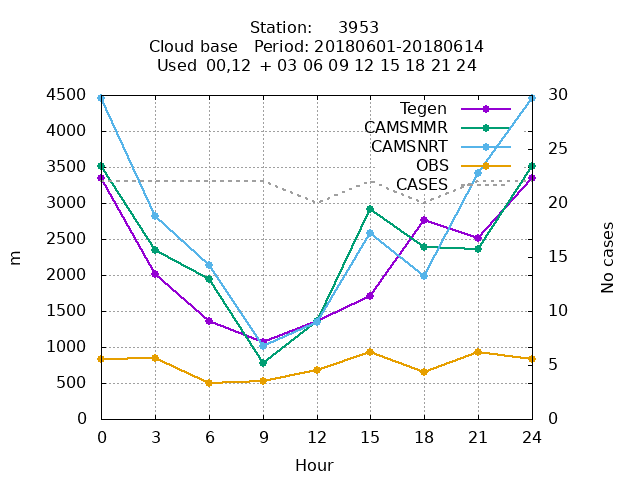 Station: 3953
Cloud base Period: 20180601-20180614
Used 00,12 + 03 06 09 12 15 18 21 24
4500 30
4000
3500 25
3000 20
2500
2000 15
1500 10
1000
500 5
0 0
Tegen
CAMSMMR
CAMSNRT
OBS
CASES
m
No cases
0 3 6 9 12 15 18 21 24
Hour